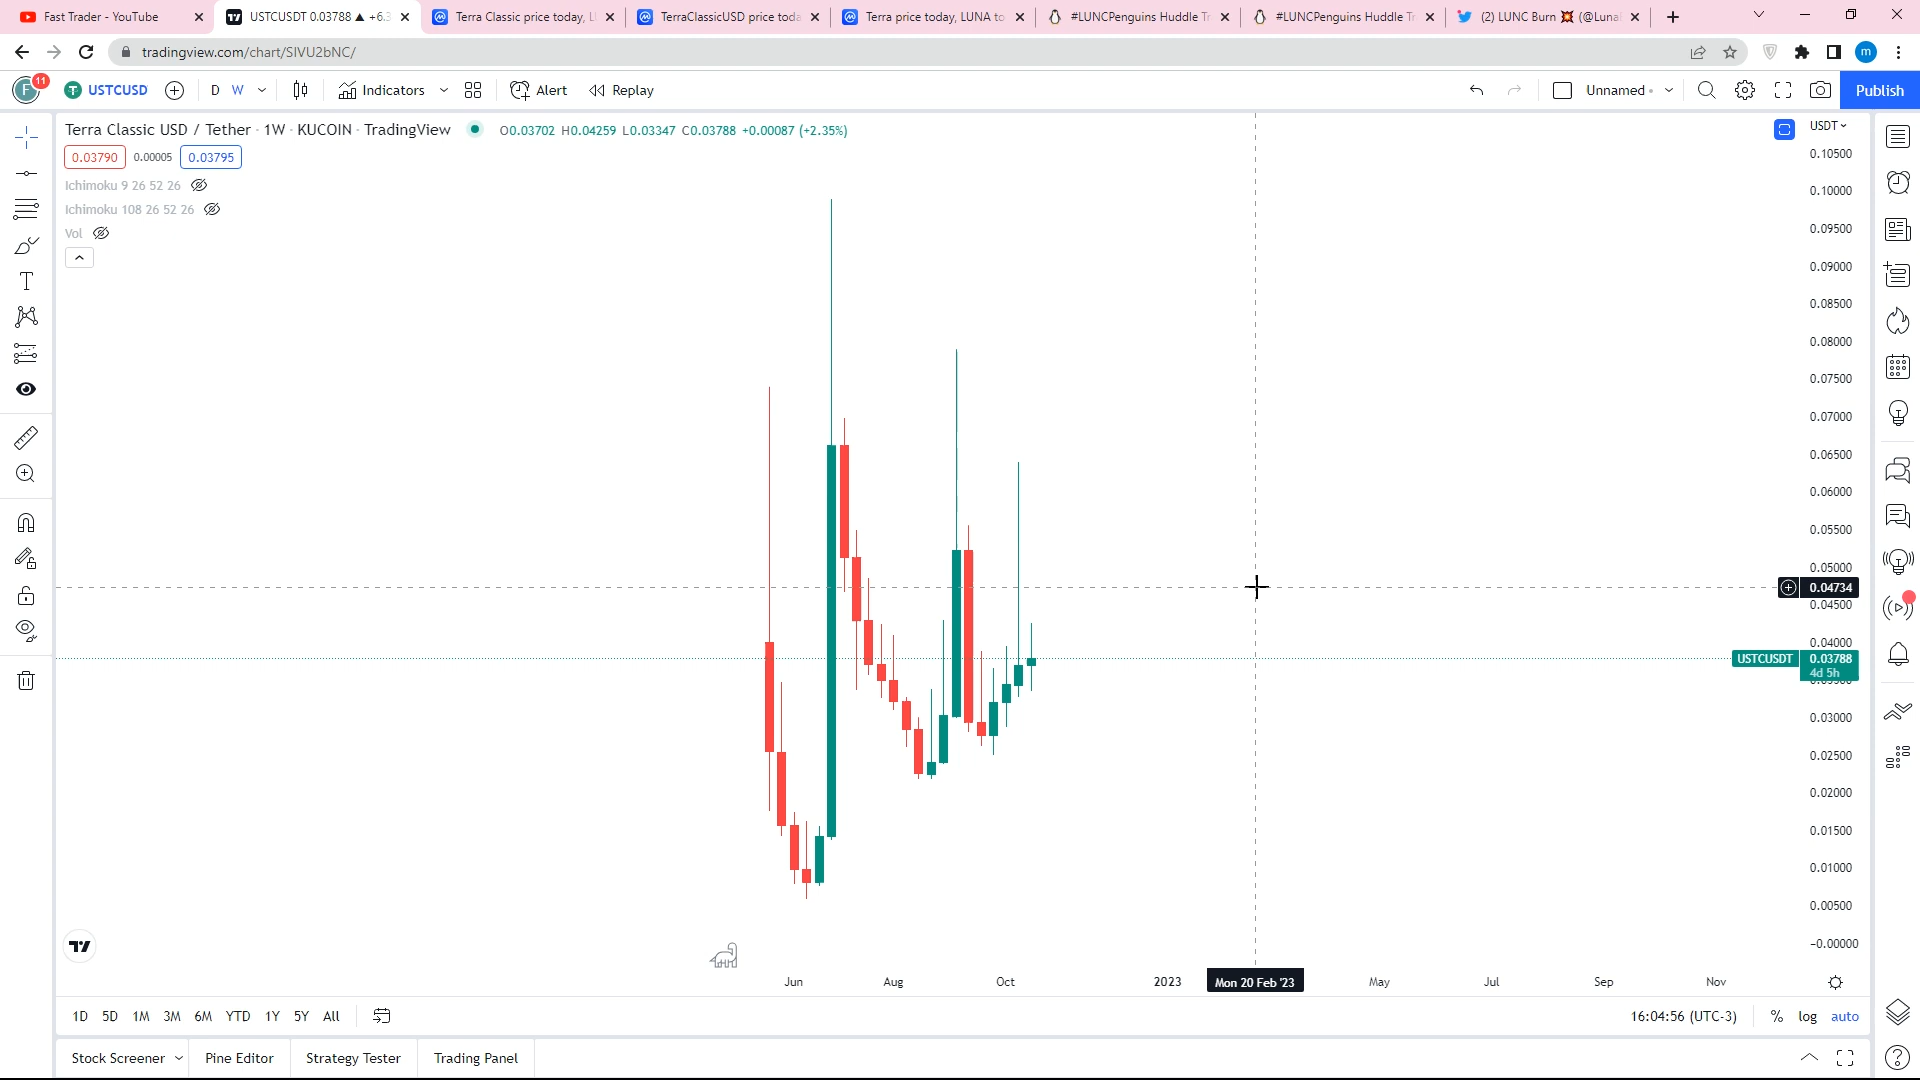 Fast Trader - YouTube
USTCUSDT 0.03788 ▲ +6.3
Terra Classic price today, L
TerraClassicUSD price toda
Terra price today, LUNA to
#LUNCPenguins Huddle Tr
#LUNCPenguins Huddle Tr
(2) LUNC Burn 💥 (@Luna
tradingview.com/chart/SIVU2bNC/
m
F
11
T
USTCUSD
D
W
Indicators
Alert
Replay
Unnamed
Publish
Terra Classic USD / Tether · 1W · KUCOIN · TradingView
O0.03702 H0.04259 L0.03347 C0.03788 +0.00087 (+2.35%)
USDT
0.03790
0.00005
0.03795
Ichimoku 9 26 52 26
Ichimoku 108 26 52 26
Vol
0.10500
0.10000
0.09500
0.09000
0.08500
0.08000
0.07500
0.07000
0.06500
0.06000
0.05500
0.05000
0.04734
0.04500
0.04000
USTCUSDT
0.03788
4d 5h
0.03000
0.02500
0.02000
0.01500
0.01000
0.00500
-0.00000
Jun
Aug
Oct
2023
Mon 20 Feb '23
May
Jul
Sep
Nov
1D
5D
1M
3M
6M
YTD
1Y
5Y
All
16:04:56 (UTC-3)
%
log
auto
Stock Screener
Pine Editor
Strategy Tester
Trading Panel